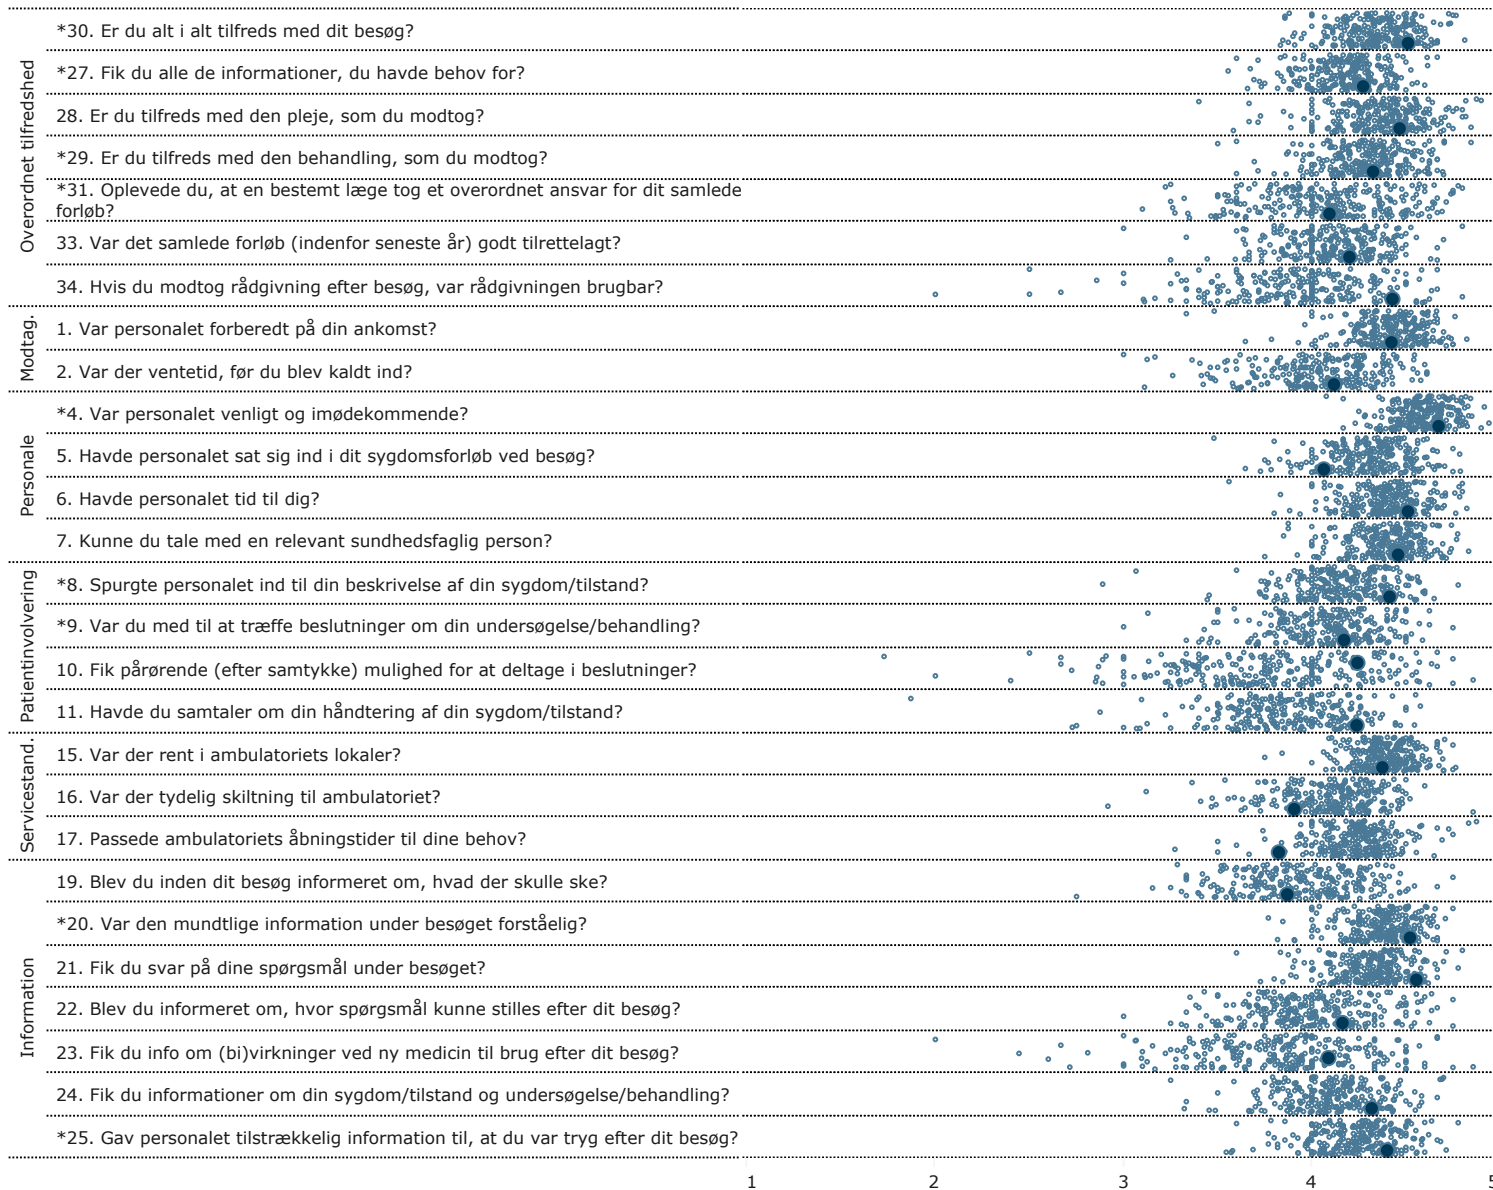 Overordnet tilfredshed
*30. Er du alt i alt tilfreds med dit besøg?
*27. Fik du alle de informationer, du havde behov for?
28. Er du tilfreds med den pleje, som du modtog?
*29. Er du tilfreds med den behandling, som du modtog?
*31. Oplevede du, at en bestemt læge tog et overordnet ansvar for dit samlede
forløb?
33. Var det samlede forløb (indenfor seneste år) godt tilrettelagt?
34. Hvis du modtog rådgivning efter besøg, var rådgivningen brugbar?
Modtag.
1. Var personalet forberedt på din ankomst?
2. Var der ventetid, før du blev kaldt ind?
Personale
*4. Var personalet venligt og imødekommende?
5. Havde personalet sat sig ind i dit sygdomsforløb ved besøg?
6. Havde personalet tid til dig?
7. Kunne du tale med en relevant sundhedsfaglig person?
Patientinvolvering
*8. Spurgte personalet ind til din beskrivelse af din sygdom/tilstand?
*9. Var du med til at træffe beslutninger om din undersøgelse/behandling?
10. Fik pårørende (efter samtykke) mulighed for at deltage i beslutninger?
11. Havde du samtaler om din håndtering af din sygdom/tilstand?
Servicestand.
15. Var der rent i ambulatoriets lokaler?
16. Var der tydelig skiltning til ambulatoriet?
17. Passede ambulatoriets åbningstider til dine behov?
Information
19. Blev du inden dit besøg informeret om, hvad der skulle ske?
*20. Var den mundtlige information under besøget forståelig?
21. Fik du svar på dine spørgsmål under besøget?
22. Blev du informeret om, hvor spørgsmål kunne stilles efter dit besøg?
23. Fik du info om (bi)virkninger ved ny medicin til brug efter dit besøg?
24. Fik du informationer om din sygdom/tilstand og undersøgelse/behandling?
*25. Gav personalet tilstrækkelig information til, at du var tryg efter dit besøg?
1 2 3 4 5